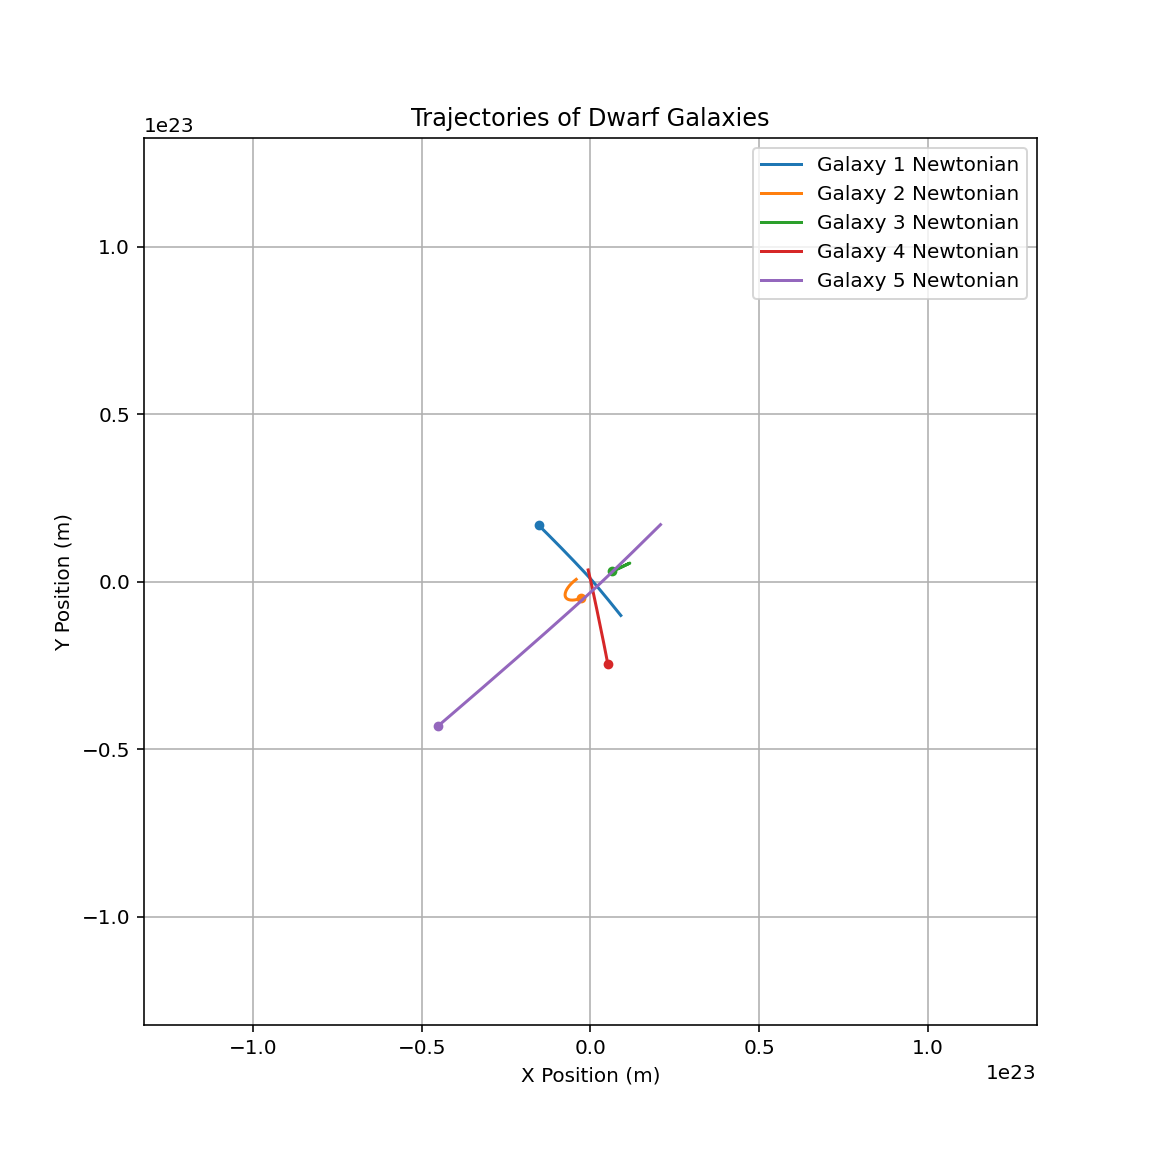 Trajectories of Dwarf Galaxies
1e23
Galaxy 1 Newtonian
Galaxy 2 Newtonian
Galaxy 3 Newtonian
Galaxy 4 Newtonian
Galaxy 5 Newtonian
1.0
0.5
0.0
−0.5
−1.0
Y Position (m)
−1.0 −0.5 0.0 0.5 1.0
1e23
X Position (m)